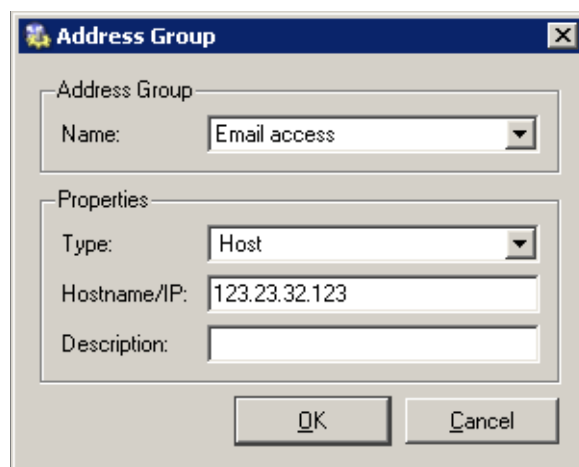 Address Group
Address Group
Name: Email access
Properties
Type: Host
Hostname/IP: 123.23.32.123
Description:
OK Cancel